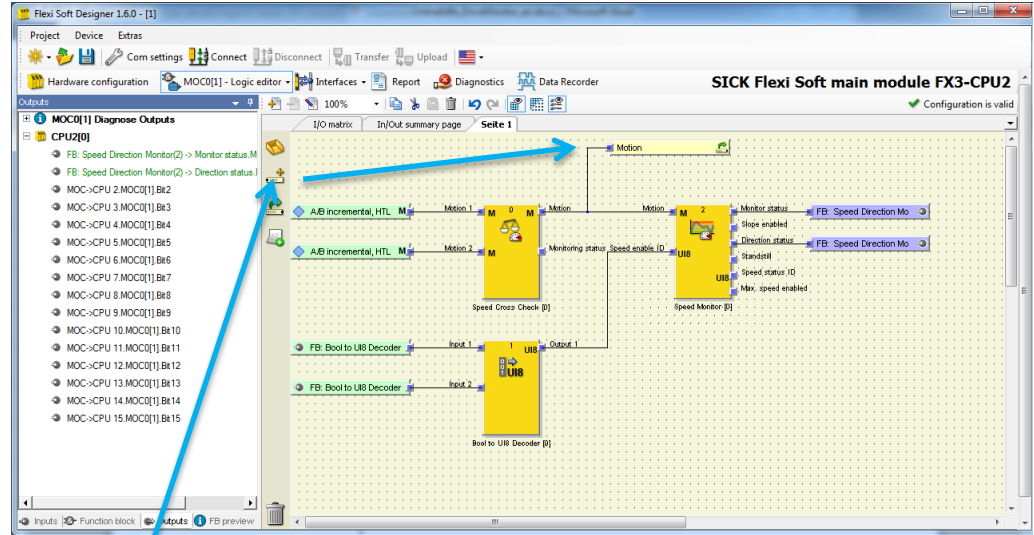 Flexi Soft Designer 1.6.0 - [1]
Project Device Extras
Com settings Connect Disconnect Transfer Upload
Hardware configuration MOC0[1] - Logic editor Interfaces Report Diagnostics Data Recorder SICK Flexi Soft main module FX3-CPU2
Outputs 100% Configuration is valid
I/O matrix In/Out summary page Seite 1
MOC0[1] Diagnose Outputs
CPU2[0]
FB: Speed Direction Monitor(2) -> Monitor status.M
FB: Speed Direction Monitor(2) -> Direction status.
MOC->CPU 2.MOC0[1].Bit2
MOC->CPU 3.MOC0[1].Bit3
MOC->CPU 4.MOC0[1].Bit4
MOC->CPU 5.MOC0[1].Bit5
MOC->CPU 6.MOC0[1].Bit6
MOC->CPU 7.MOC0[1].Bit7
MOC->CPU 8.MOC0[1].Bit8
MOC->CPU 9.MOC0[1].Bit9
MOC->CPU 10.MOC0[1].Bit10
MOC->CPU 11.MOC0[1].Bit11
MOC->CPU 12.MOC0[1].Bit12
MOC->CPU 13.MOC0[1].Bit13
MOC->CPU 14.MOC0[1].Bit14
MOC->CPU 15.MOC0[1].Bit15
Motion
A/B incremental, HTL M Motion 1 M 0 M Motion Motion M 2 Monitor status FB: Speed Direction Mo
Slope enabled
A/B incremental, HTL M Motion 2 M Monitoring status Speed enable ID UI8 Direction status FB: Speed Direction Mo
Standstill
UI8 Speed status ID
Max. speed enabled
Speed Cross Check [0] Speed Monitor [0]
FB: Bool to UI8 Decoder Input 1 1 UI8 Output 1
UI8
FB: Bool to UI8 Decoder Input 2
Bool to UI8 Decoder [0]
Inputs Function block Outputs FB preview